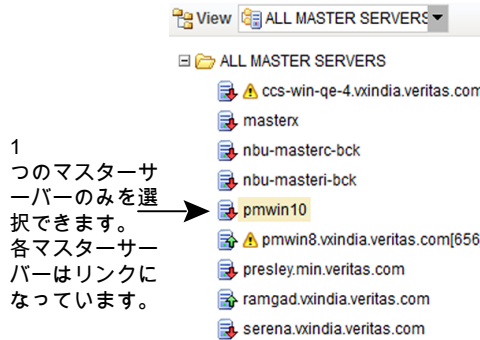 View ALL MASTER SERVERS
ALL MASTER SERVERS
ccs-win-qe-4.vxindia.veritas.com
masterx
nbu-masterc-bck
nbu-masteri-bck
pmwin10
pmwin8.vxindia.veritas.com[656
presley.min.veritas.com
ramgad.vxindia.veritas.com
serena.vxindia.veritas.com
1
つのマスターサ
ーバーのみを選
択できます。
各マスターサー
バーはリンクに
なっています。